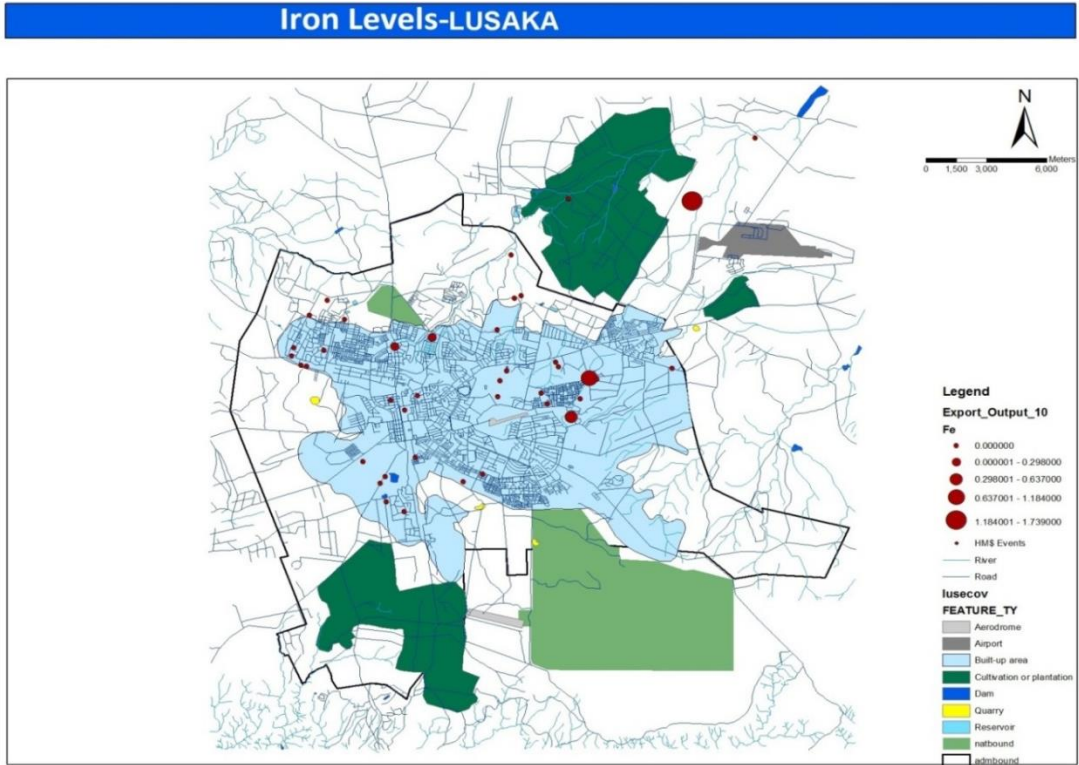 Iron Levels-LUSAKA
N
Meters
0 1,500 3,000 6,000
Legend
Export_Output_10
Fe
0.000000
0.000001 - 0.298000
0.298001 - 0.637000
0.637001 - 1.184000
1.184001 - 1.739000
HM$ Events
River
Road
lusecov
FEATURE_TY
Aerodrome
Airport
Built-up area
Cultivation or plantation
Dam
Quarry
Reservoir
natbound
admbound